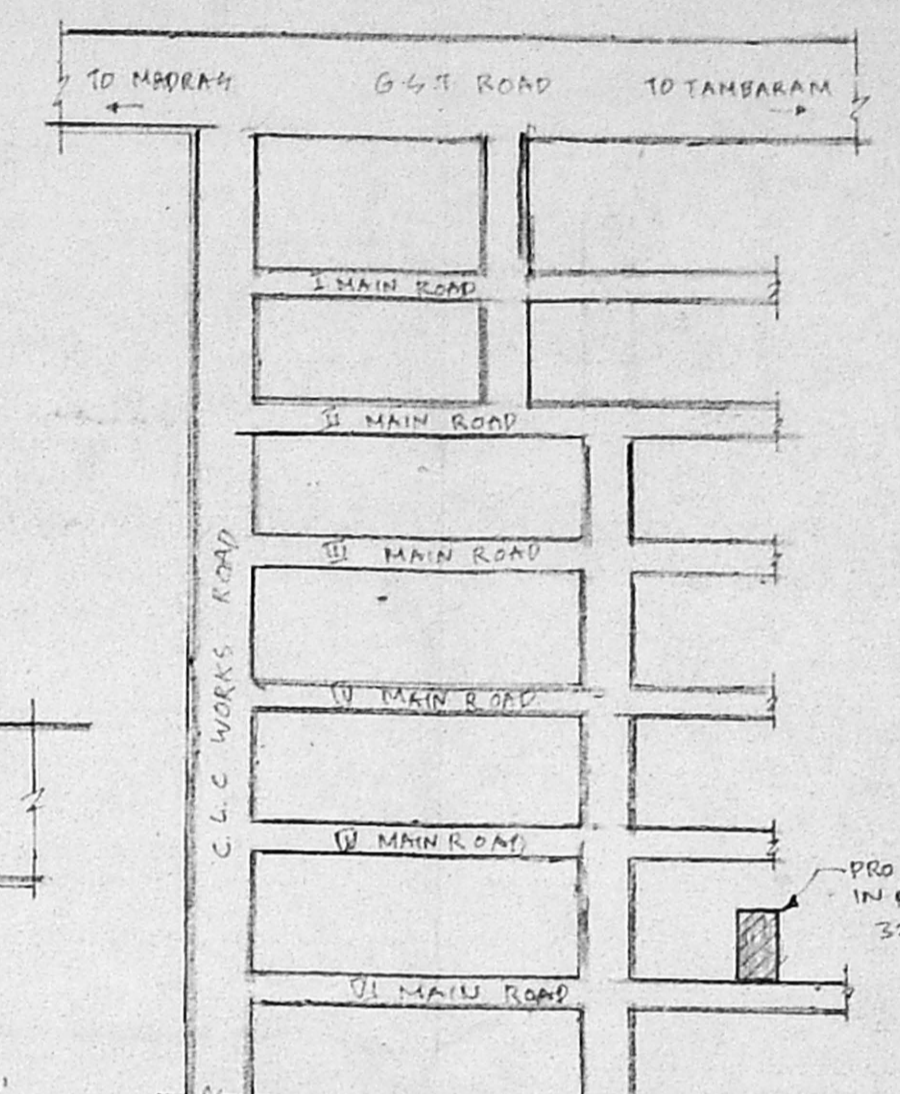 TO MADRAS
G.S.T ROAD
TO TAMBARAM
I MAIN ROAD
II MAIN ROAD
III MAIN ROAD
IV MAIN ROAD
C.L.C WORKS ROAD
V MAIN ROAD
PRO
IN
VI MAIN ROAD